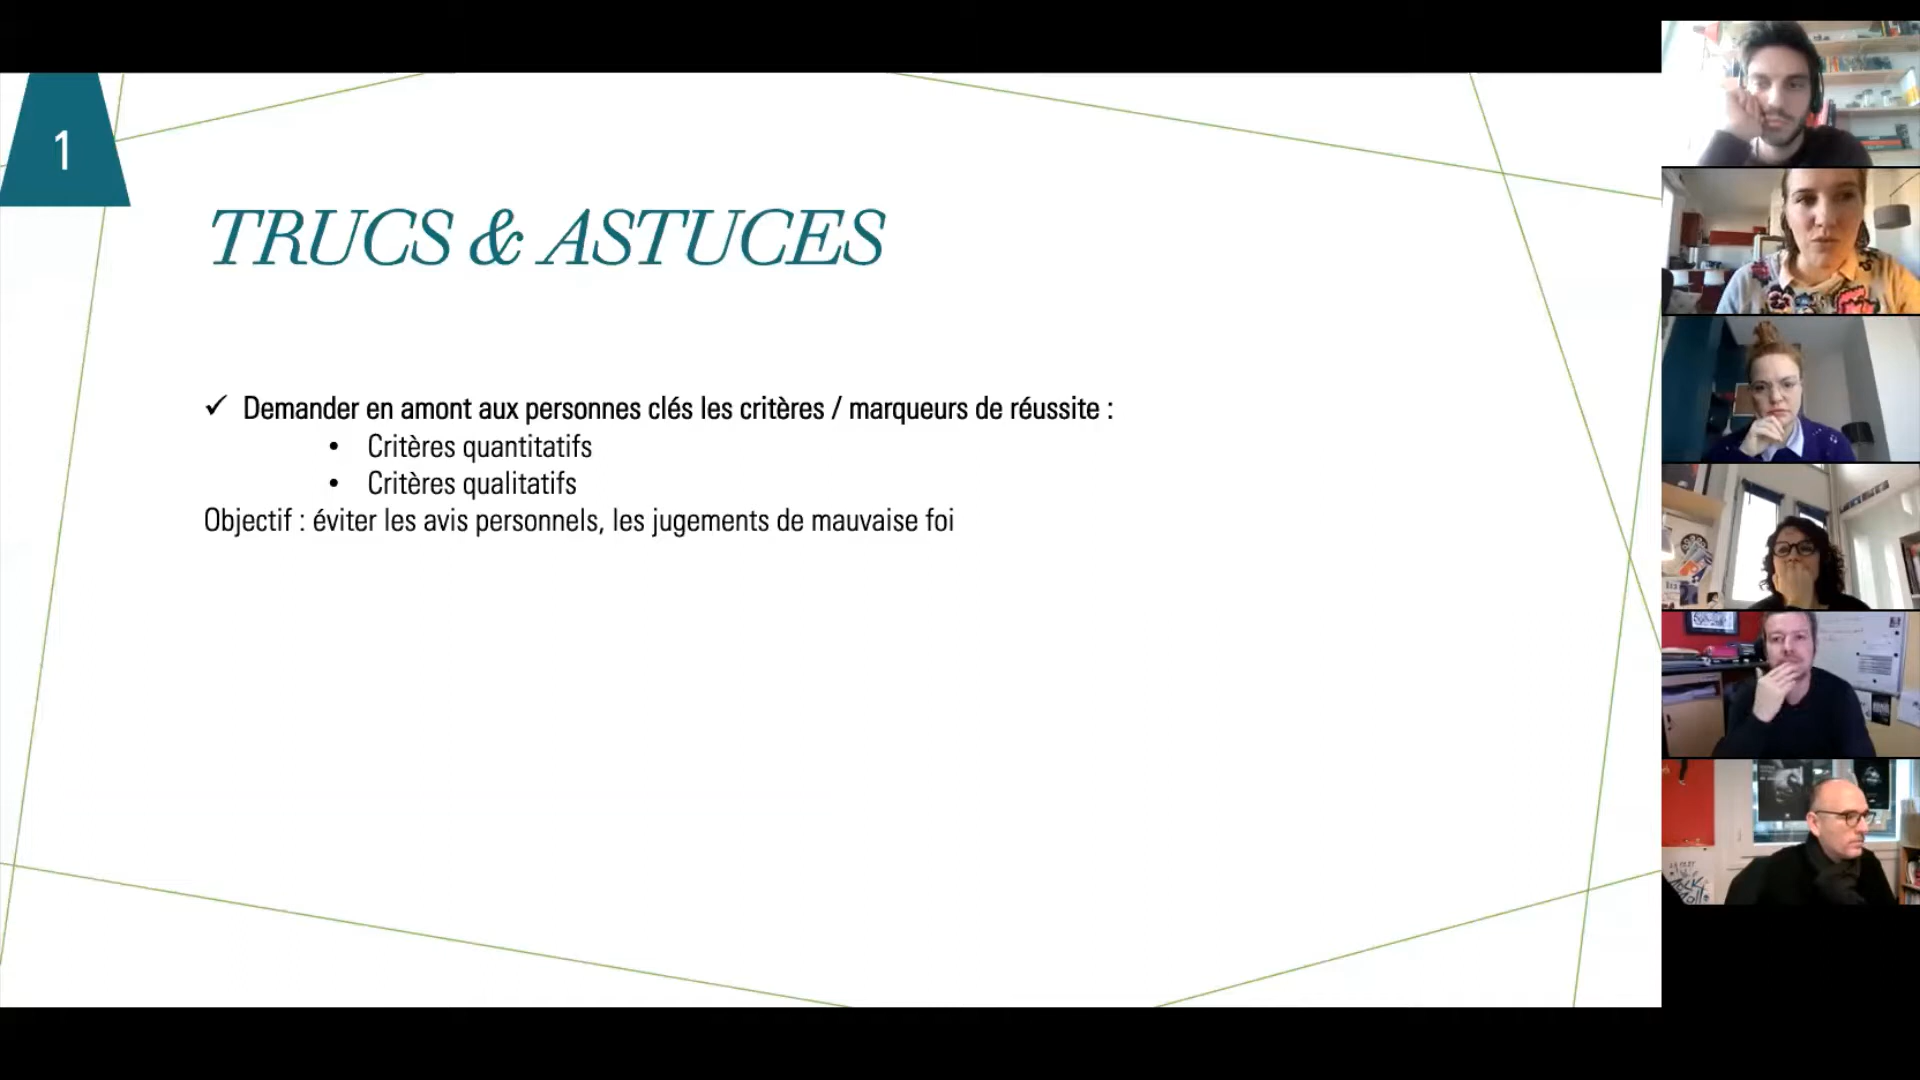 1
TRUCS & ASTUCES
✓ Demander en amont aux personnes clés les critères / marqueurs de réussite :
• Critères quantitatifs
• Critères qualitatifs
Objectif : éviter les avis personnels, les jugements de mauvaise foi